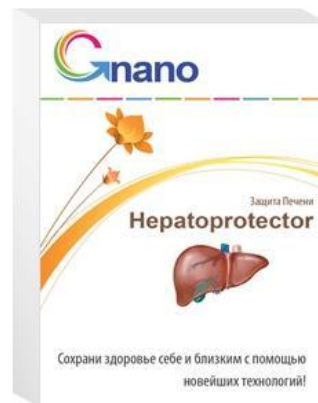 Gnano
Защита Печени
Hepatoprotector
Сохрани здоровье себе и близким с помощью
новейших технологий!